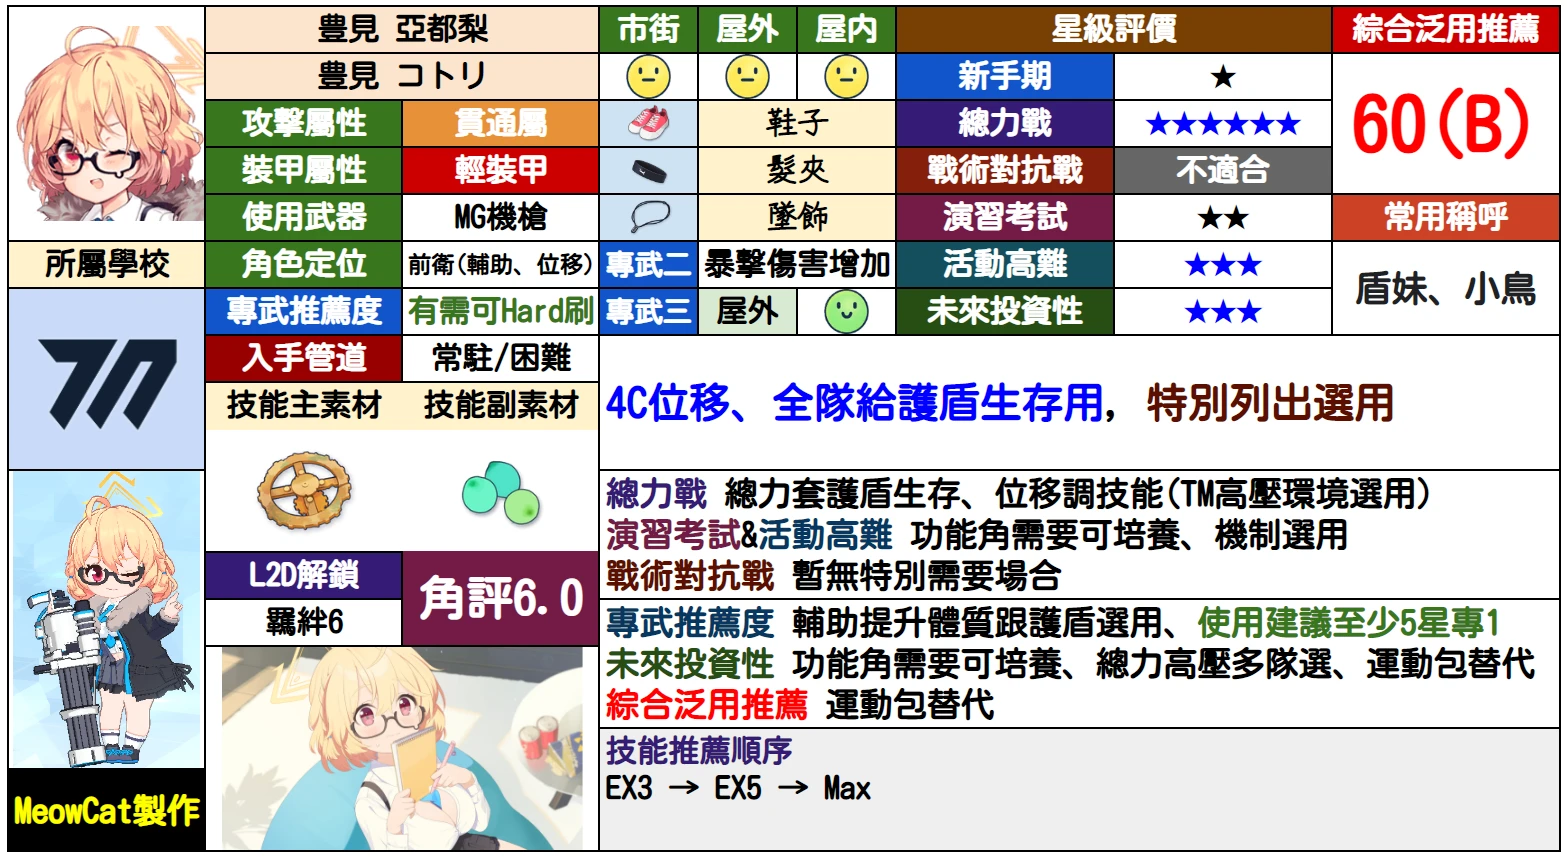 豊見 亞都梨
市街
屋外
屋内
星級評價
綜合泛用推薦
豊見 コトリ
新手期
★
60(B)
攻擊屬性
貫通屬
鞋子
總力戰
★★★★★★
裝甲屬性
輕裝甲
髮夾
戰術對抗戰
不適合
使用武器
MG機槍
墜飾
演習考試
★★
常用稱呼
所屬學校
角色定位
前衛(輔助、位移)
專武二
暴擊傷害增加
活動高難
★★★
盾妹、小鳥
專武推薦度
有需可Hard刷
專武三
屋外
未來投資性
★★★
入手管道
常駐/困難
技能主素材
技能副素材
4C位移、全隊給護盾生存用，特別列出選用
總力戰 總力套護盾生存、位移調技能(TM高壓環境選用)
演習考試&活動高難 功能角需要可培養、機制選用
戰術對抗戰 暫無特別需要場合
L2D解鎖
角評6.0
羈絆6
專武推薦度 輔助提升體質跟護盾選用、使用建議至少5星專1
未來投資性 功能角需要可培養、總力高壓多隊選、運動包替代
綜合泛用推薦 運動包替代
技能推薦順序
EX3 → EX5 → Max
MeowCat製作